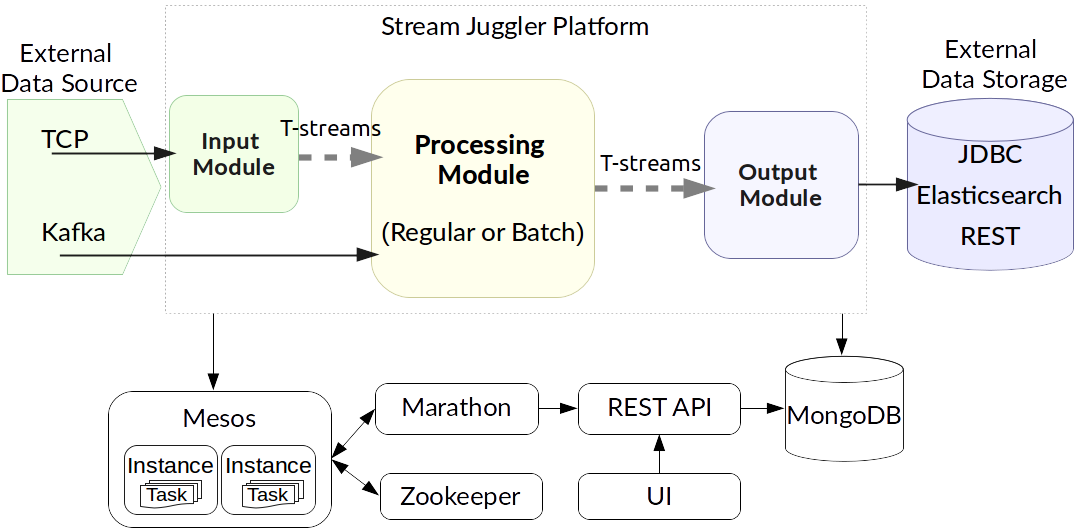 Stream Juggler Platform
External
Data Source
External
Data Storage
TCP
Kafka
Input
Module
T-streams
Processing
Module
(Regular or Batch)
T-streams
Output
Module
JDBC
Elasticsearch
REST
Mesos
Instance
Task
Instance
Task
Marathon
Zookeeper
REST API
UI
MongoDB